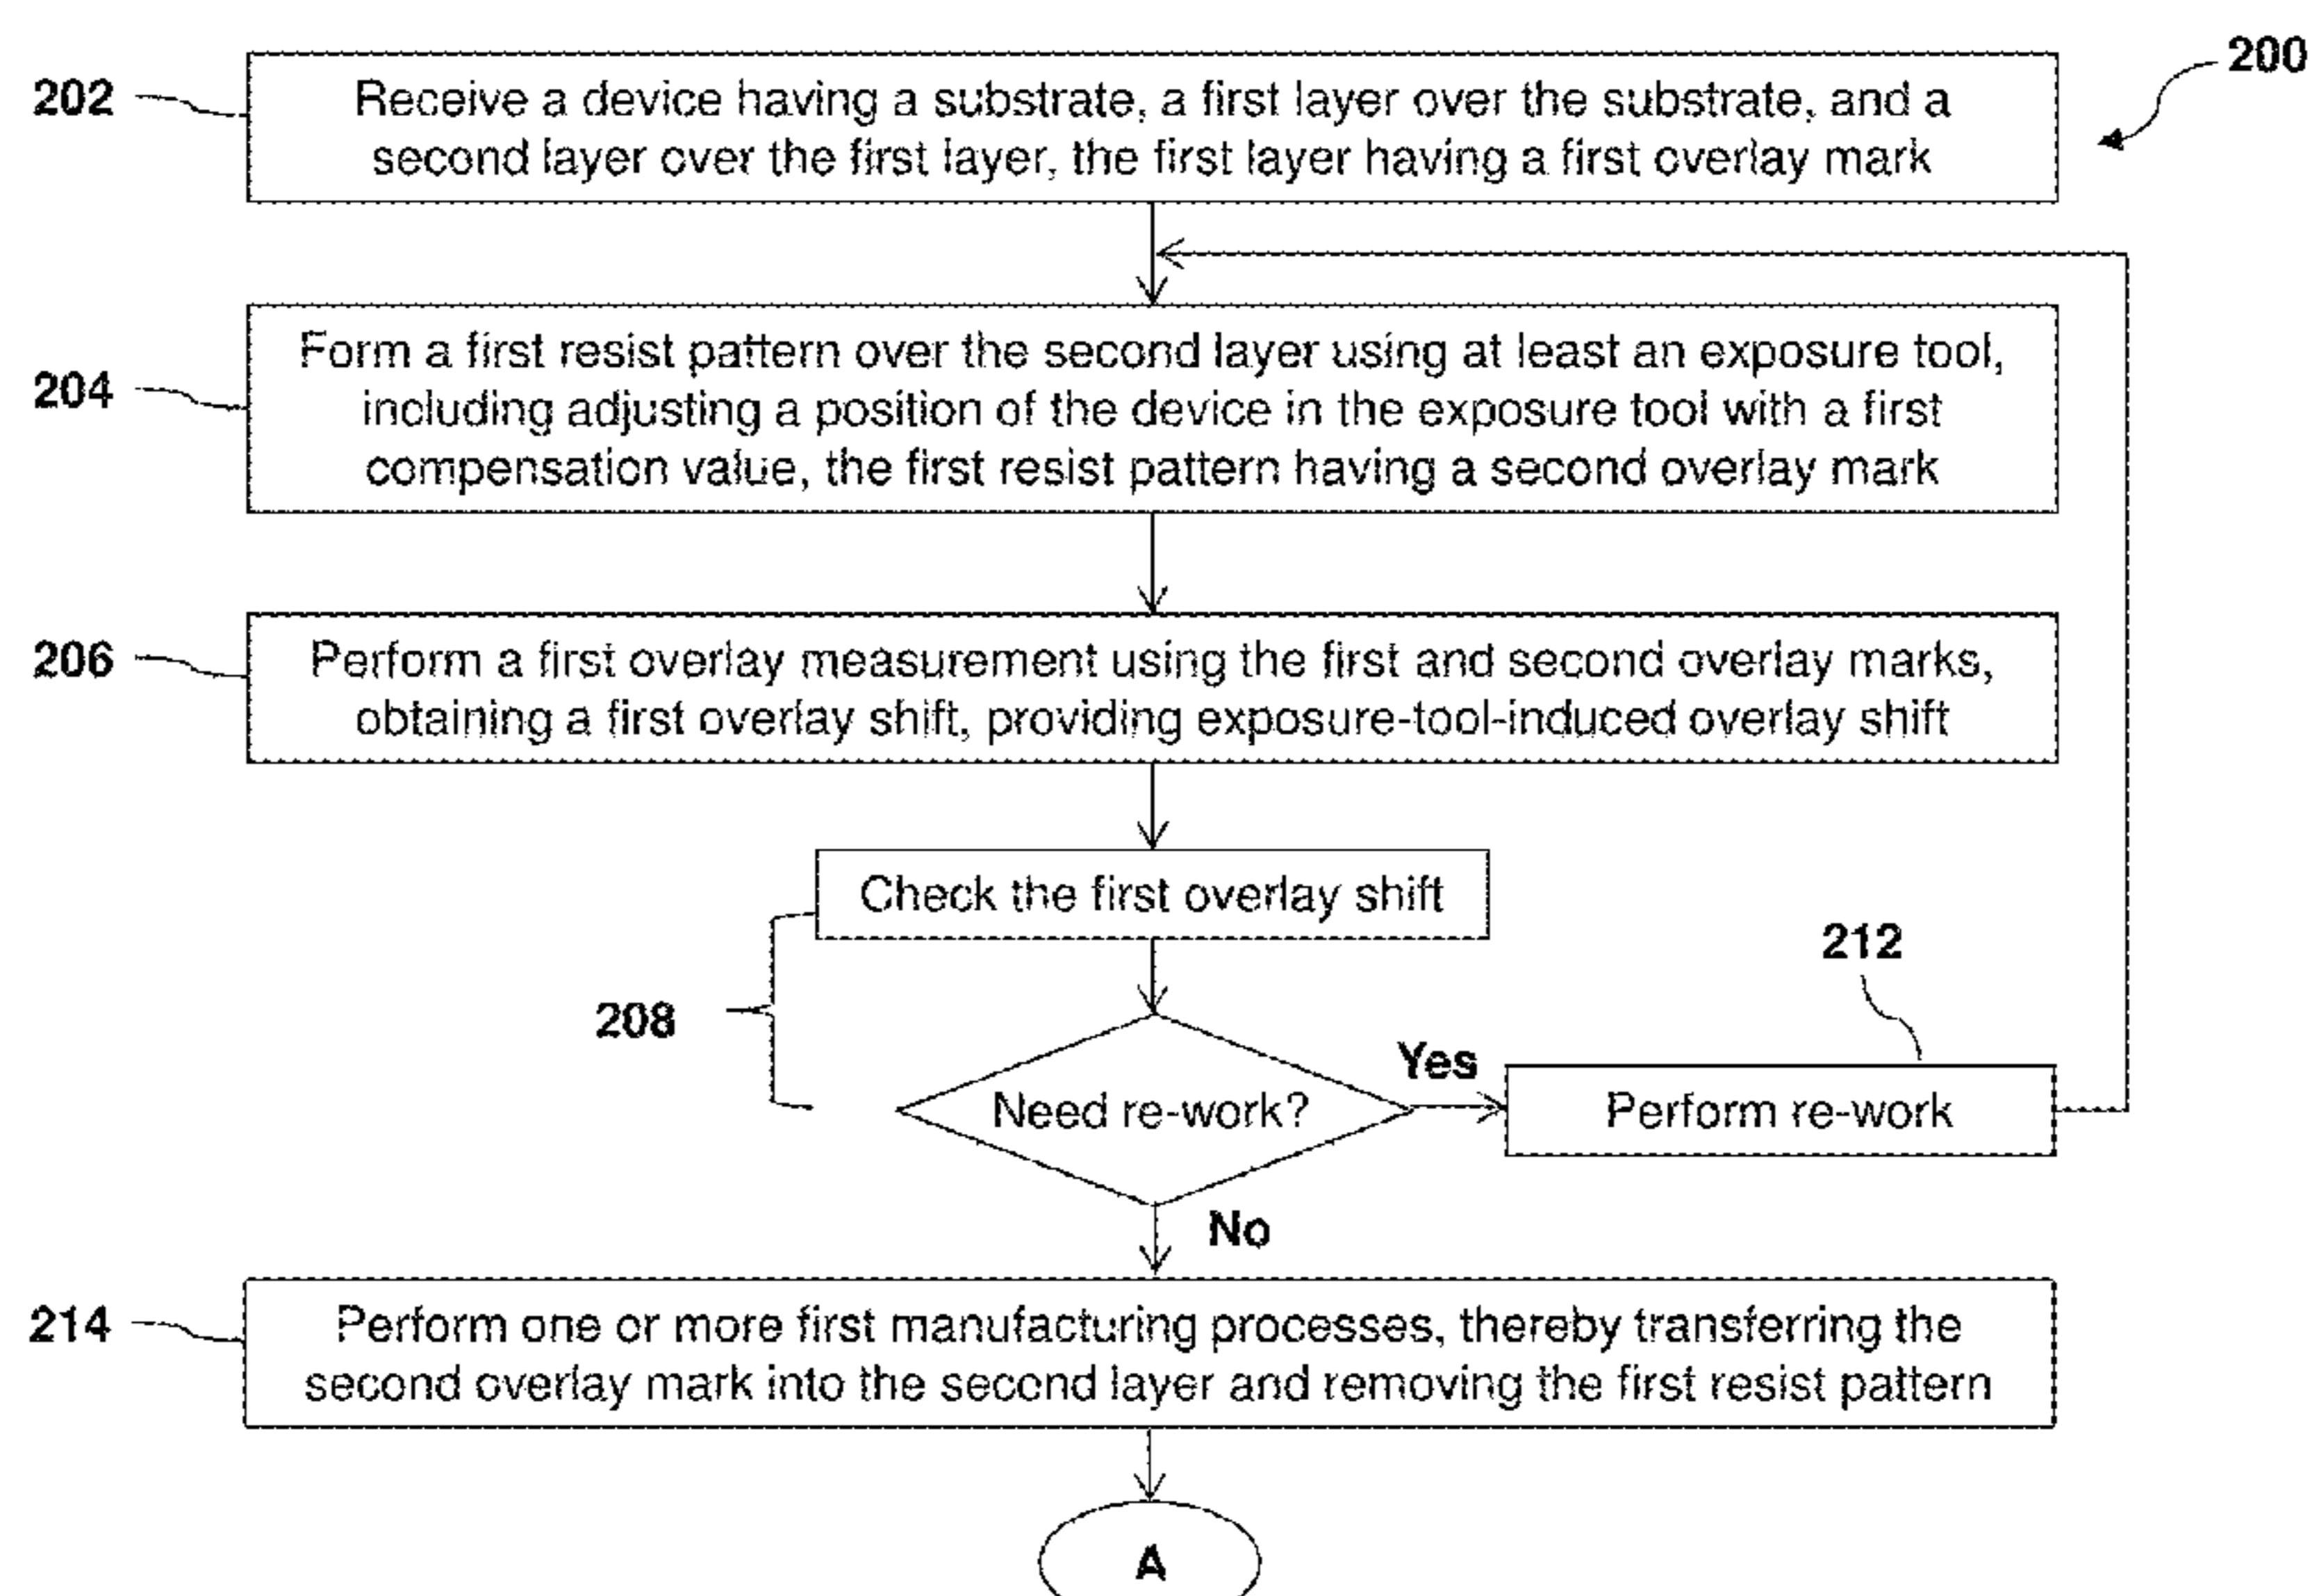 200
202
Receive a device having a substrate, a first layer over the substrate, and a
second layer over the first layer, the first layer having a first overlay mark
204
Form a first resist pattern over the second layer using at least an exposure tool,
including adjusting a position of the device in the exposure tool with a first
compensation value, the first resist pattern having a second overlay mark
206
Perform a first overlay measurement using the first and second overlay marks,
obtaining a first overlay shift, providing exposure-tool-induced overlay shift
Check the first overlay shift
208
212
Need re-work?
Yes
Perform re-work
No
214
Perform one or more first manufacturing processes, thereby transferring the
second overlay mark into the second layer and removing the first resist pattern
A